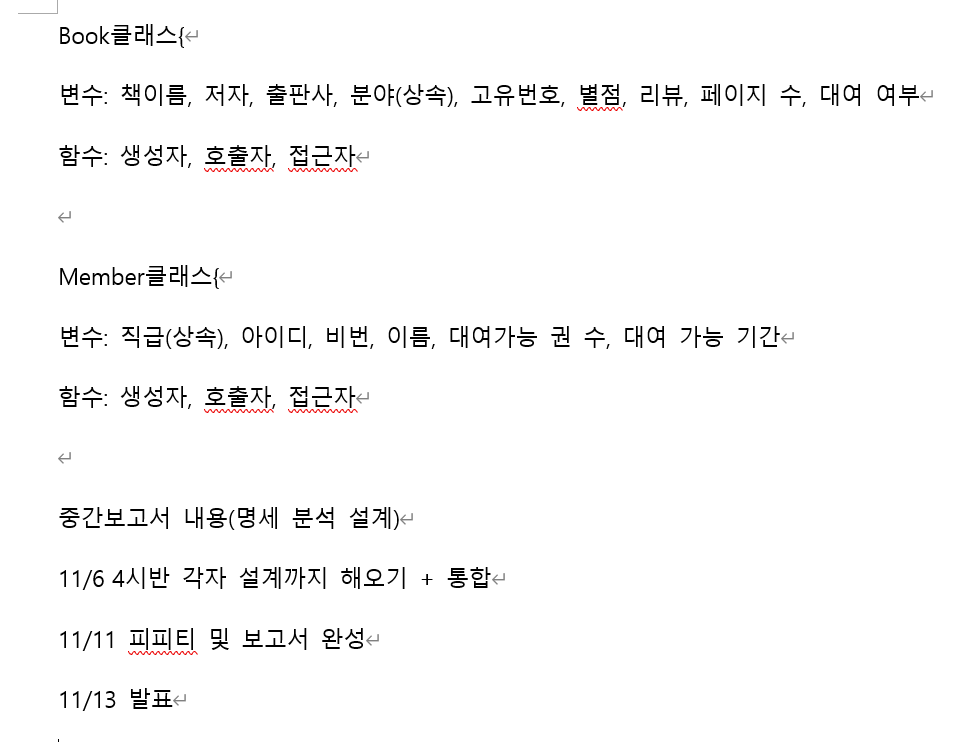 Book클래스{
변수: 책이름, 저자, 출판사, 분야(상속), 고유번호, 별점, 리뷰, 페이지 수, 대여 여부
함수: 생성자, 호출자, 접근자
Member클래스{
변수: 직급(상속), 아이디, 비번, 이름, 대여가능 권 수, 대여 가능 기간
함수: 생성자, 호출자, 접근자
중간보고서 내용(명세 분석 설계)
11/6 4시반 각자 설계까지 해오기 + 통합
11/11 피피티 및 보고서 완성
11/13 발표